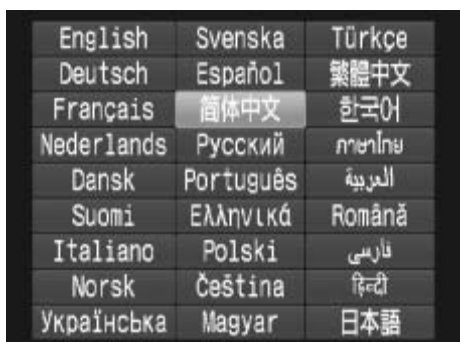 English Svenska Türkçe
Deutsch Español 繁體中文
Français 简体中文 한국어
Nederlands Русский ภาษาไทย
Dansk Português العربية
Suomi Ελληνικά Română
Italiano Polski فارسی
Norsk Čeština हिन्दी
Українська Magyar 日本語